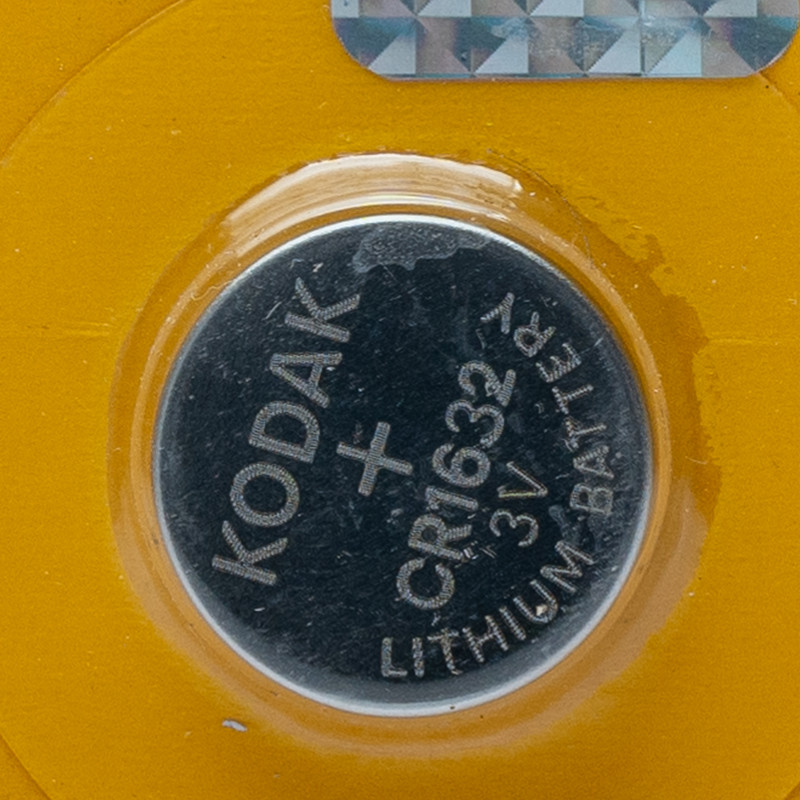 KODAK
+
CR1632
3V
LITHIUM BATTERY